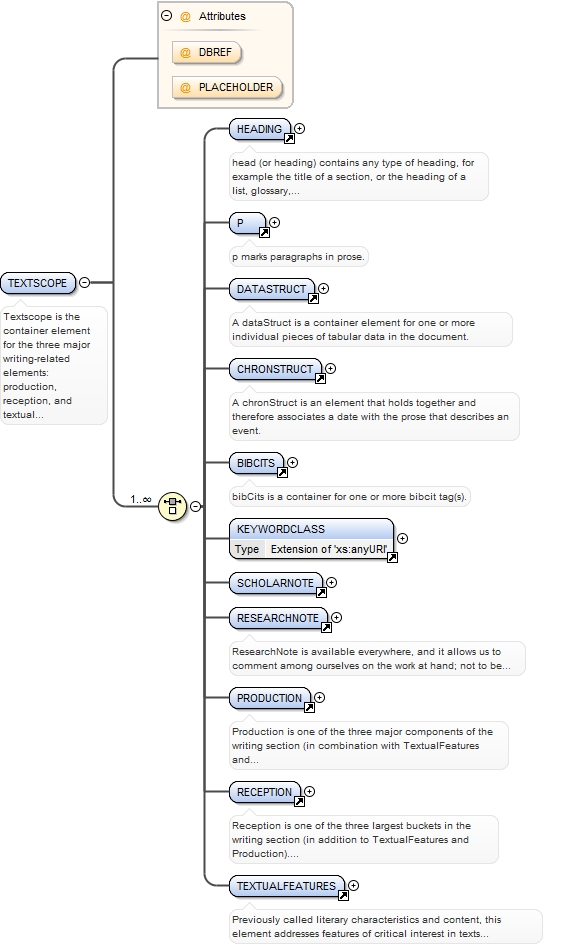 Attributes
@ DBREF
@ PLACEHOLDER
HEADING
head (or heading) contains any type of heading, for
example the title of a section, or the heading of a
list, glossary,...
P
p marks paragraphs in prose.
TEXTSCOPE
Textscope is the
container element
for the three major
writing-related
elements:
production,
reception, and
textual...
DATASTRUCT
A dataStruct is a container element for one or more
individual pieces of tabular data in the document.
CHRONSTRUCT
A chronStruct is an element that holds together and
therefore associates a date with the prose that describes an
event.
BIBCITS
bibCits is a container for one or more bibcit tag(s).
1..∞
KEYWORDCLASS
Type Extension of 'xs:anyURI'
SCHOLARNOTE
RESEARCHNOTE
ResearchNote is available everywhere, and it allows us to
comment among ourselves on the work at hand; not to be...
PRODUCTION
Production is one of the three major components of the
writing section (in combination with TextualFeatures
and...
RECEPTION
Reception is one of the three largest buckets in the
writing section (in addition to TextualFeatures and
Production)....
TEXTUALFEATURES
Previously called literary characteristics and content, this
element addresses features of critical interest in texts...